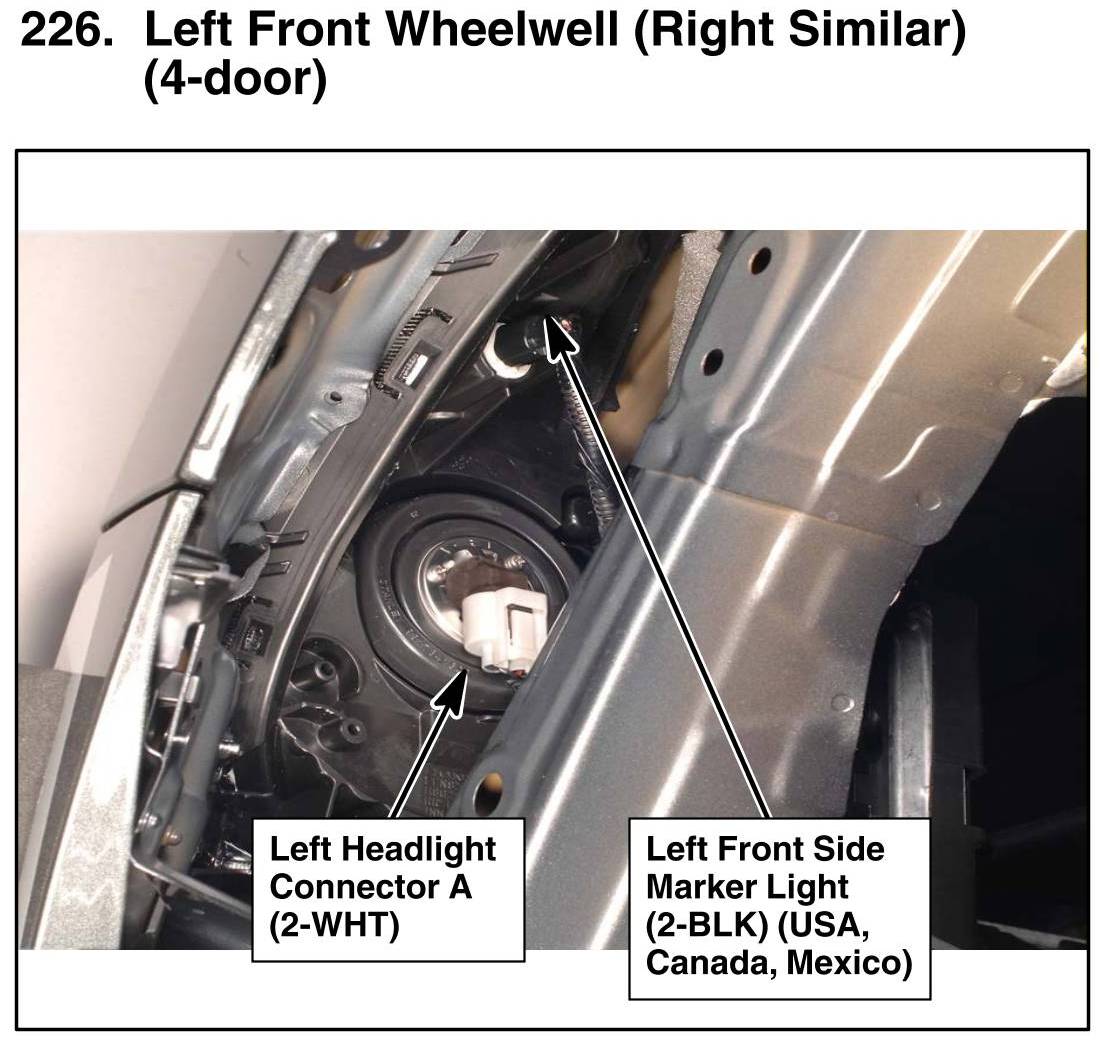 226. Left Front Wheelwell (Right Similar)
(4-door)
Left Headlight
Connector A
(2-WHT)
Left Front Side
Marker Light
(2-BLK) (USA,
Canada, Mexico)